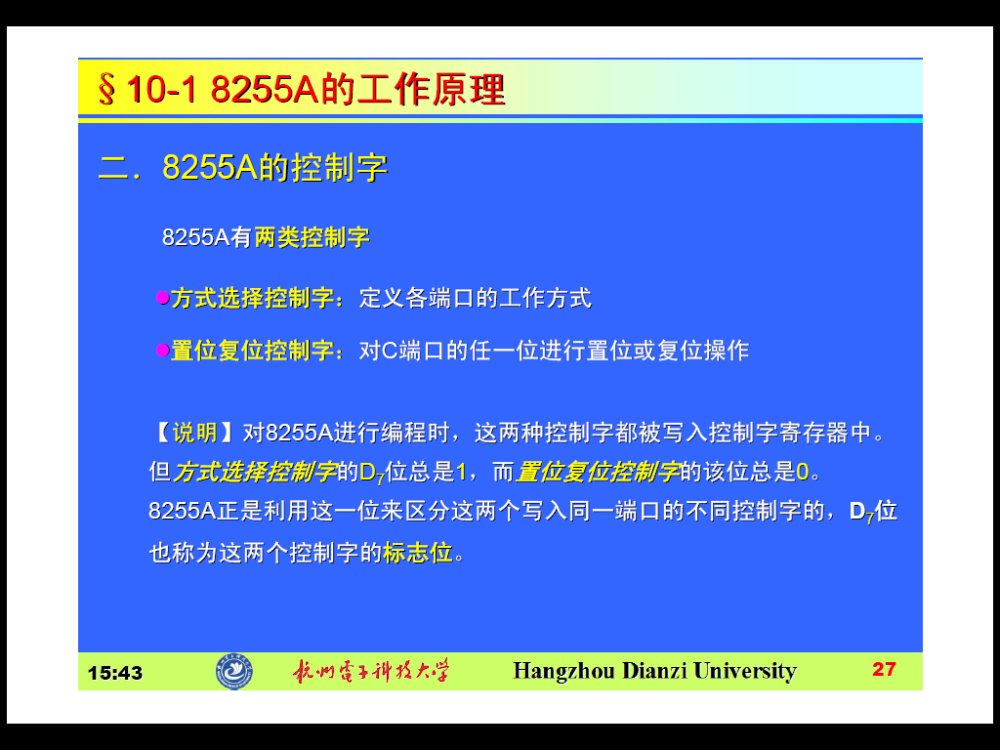 §10-1 8255A的工作原理
二．8255A的控制字
8255A有两类控制字
●方式选择控制字：定义各端口的工作方式
●置位复位控制字：对C端口的任一位进行置位或复位操作
【说明】对8255A进行编程时，这两种控制字都被写入控制字寄存器中。
但方式选择控制字的D7位总是1，而置位复位控制字的该位总是0。
8255A正是利用这一位来区分这两个写入同一端口的不同控制字的，D7位
也称为这两个控制字的标志位。
15:43 杭州電子科技大学 Hangzhou Dianzi University 27